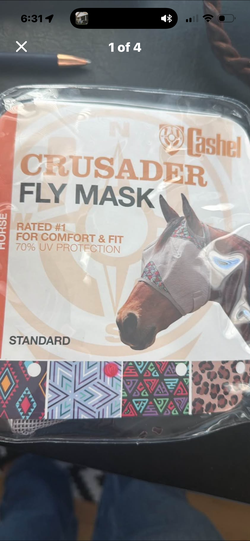 6:31
1 of 4
N
Cashel
CRUSADER
FLY MASK
RATED #1
FOR COMFORT & FIT
70% UV PROTECTION
HORSE
STANDARD